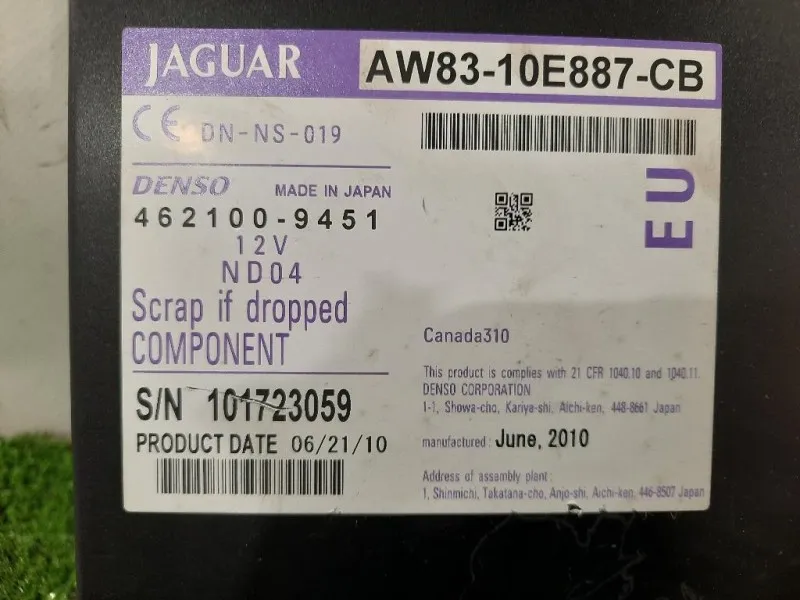 JAGUAR AW83-10E887-CB
CE DN-NS-019
DENSO MADE IN JAPAN
462100-9451
12V
ND04
Scrap if dropped
COMPONENT
S/N 101723059
PRODUCT DATE 06/21/10
EU
Canada310
This product is complies with 21 CFR 1040.10 and 1040.11.
DENSO CORPORATION
1-1, Showa-cho, Kariya-shi, Aichi-ken, 448-8661 Japan
manufactured: June, 2010
Address of assembly plant:
1, Shinmichi, Takatana-cho, Anjo-shi, Aichi-ken, 446-8507 Japan